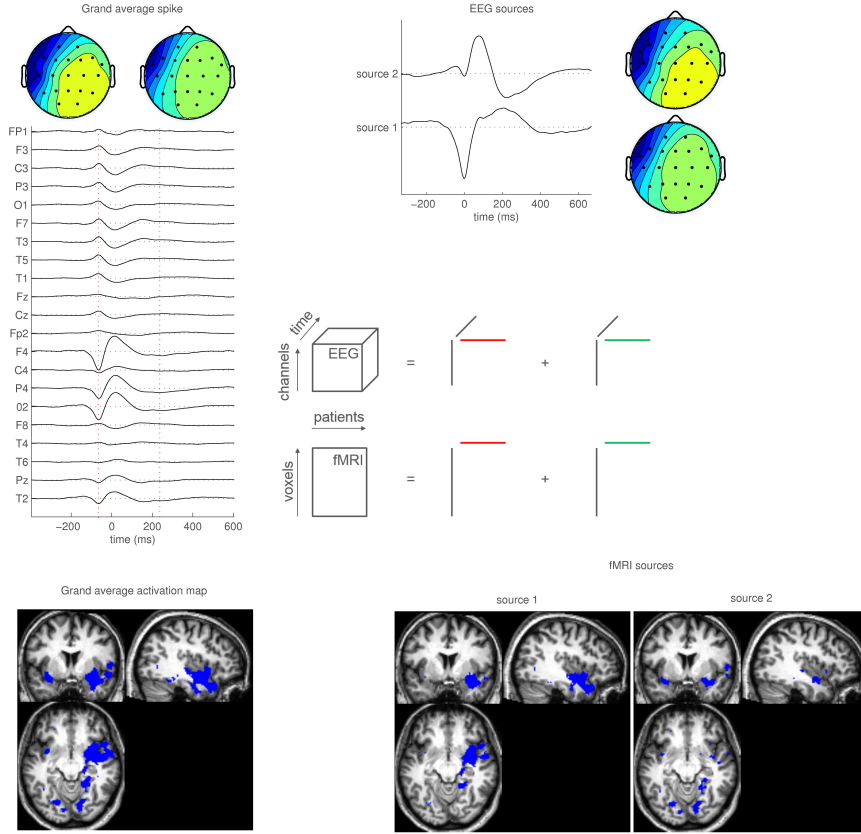 Grand average spike
FP1
F3
C3
P3
O1
F7
T3
T5
T1
Fz
Cz
Fp2
F4
C4
P4
02
F8
T4
T6
Pz
T2
−200 0 200 400 600
time (ms)
EEG sources
source 2
source 1
−200 0 200 400 600
time (ms)
time
channels
EEG
= +
patients
voxels
fMRI
= +
Grand average activation map
fMRI sources
source 1 source 2